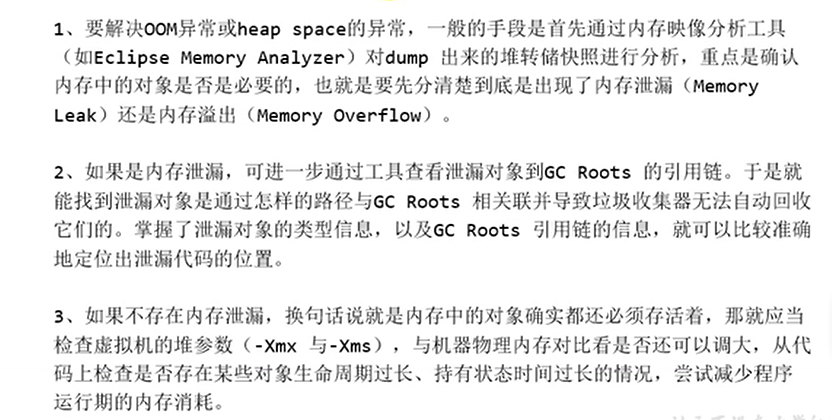 1、要解决OOM异常或heap space的异常，一般的手段是首先通过内存映像分析工具
（如Eclipse Memory Analyzer）对dump 出来的堆转储快照进行分析，重点是确认
内存中的对象是否是必要的，也就是要先分清楚到底是出现了内存泄漏（Memory
Leak）还是内存溢出（Memory Overflow）。
2、如果是内存泄漏，可进一步通过工具查看泄漏对象到GC Roots 的引用链。于是就
能找到泄漏对象是通过怎样的路径与GC Roots 相关联并导致垃圾收集器无法自动回收
它们的。掌握了泄漏对象的类型信息，以及GC Roots 引用链的信息，就可以比较准确
地定位出泄漏代码的位置。
3、如果不存在内存泄漏，换句话说就是内存中的对象确实都还必须存活着，那就应当
检查虚拟机的堆参数（-Xmx 与-Xms），与机器物理内存对比看是否还可以调大，从代
码上检查是否存在某些对象生命周期过长、持有状态时间过长的情况，尝试减少程序
运行期的内存消耗。